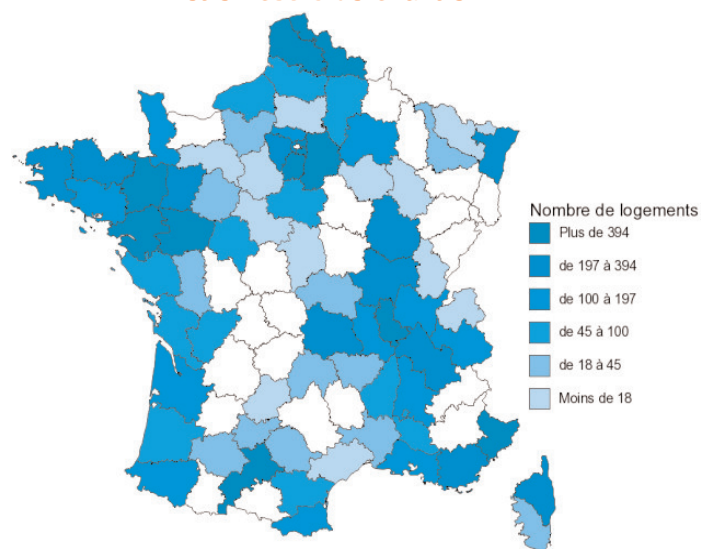 Nombre de logements
Plus de 394
de 197 à 394
de 100 à 197
de 45 à 100
de 18 à 45
Moins de 18